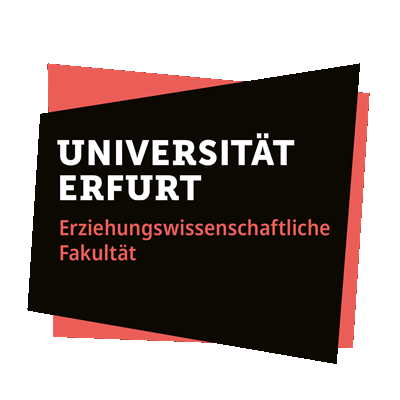 UNIVERSITÄT
ERFURT
Erziehungswissenschaftliche
Fakultät